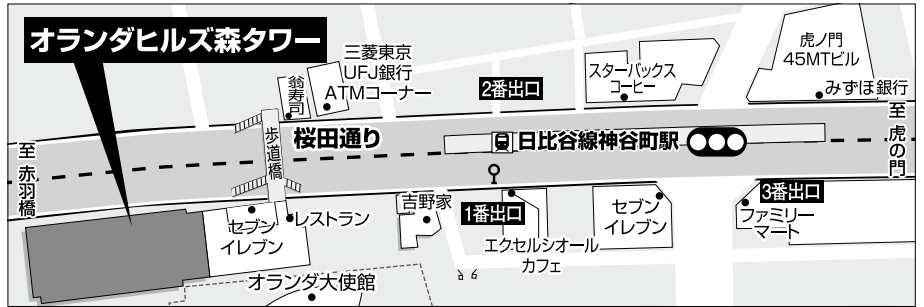 オランダヒルズ森タワー
三菱東京
UFJ銀行
ATMコーナー
翁寿司
2番出口
スターバックス
コーヒー
虎ノ門
45MTビル
みずほ銀行
至 赤羽橋
歩道橋
桜田通り
日比谷線神谷町駅
至 虎の門
セブン
イレブン
レストラン
吉野家
1番出口
エクセルシオール
カフェ
セブン
イレブン
3番出口
ファミリー
マート
オランダ大使館